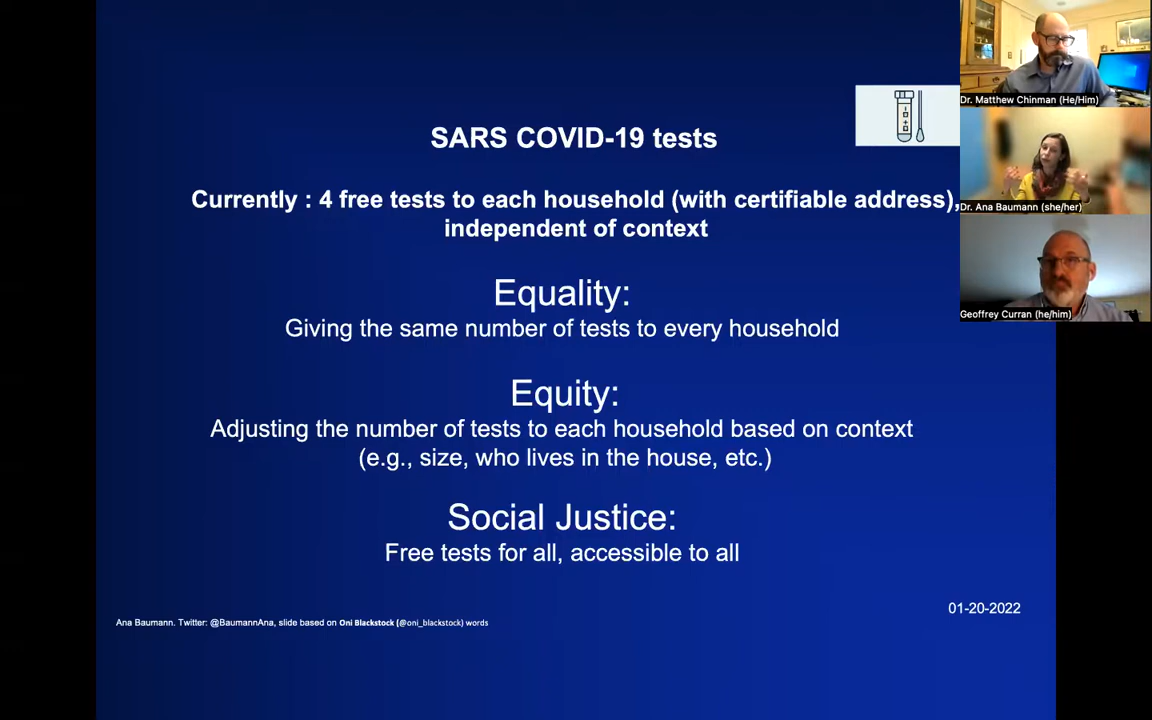 SARS COVID-19 tests
Currently : 4 free tests to each household (with certifiable address),
independent of context
Equality:
Giving the same number of tests to every household
Equity:
Adjusting the number of tests to each household based on context
(e.g., size, who lives in the house, etc.)
Social Justice:
Free tests for all, accessible to all
01-20-2022
Ana Baumann. Twitter: @BaumannAna, slide based on Oni Blackstock (@oni_blackstock) words
Dr. Matthew Chinman (He/Him)
Dr. Ana Baumann (she/her)
Geoffrey Curran (he/him)